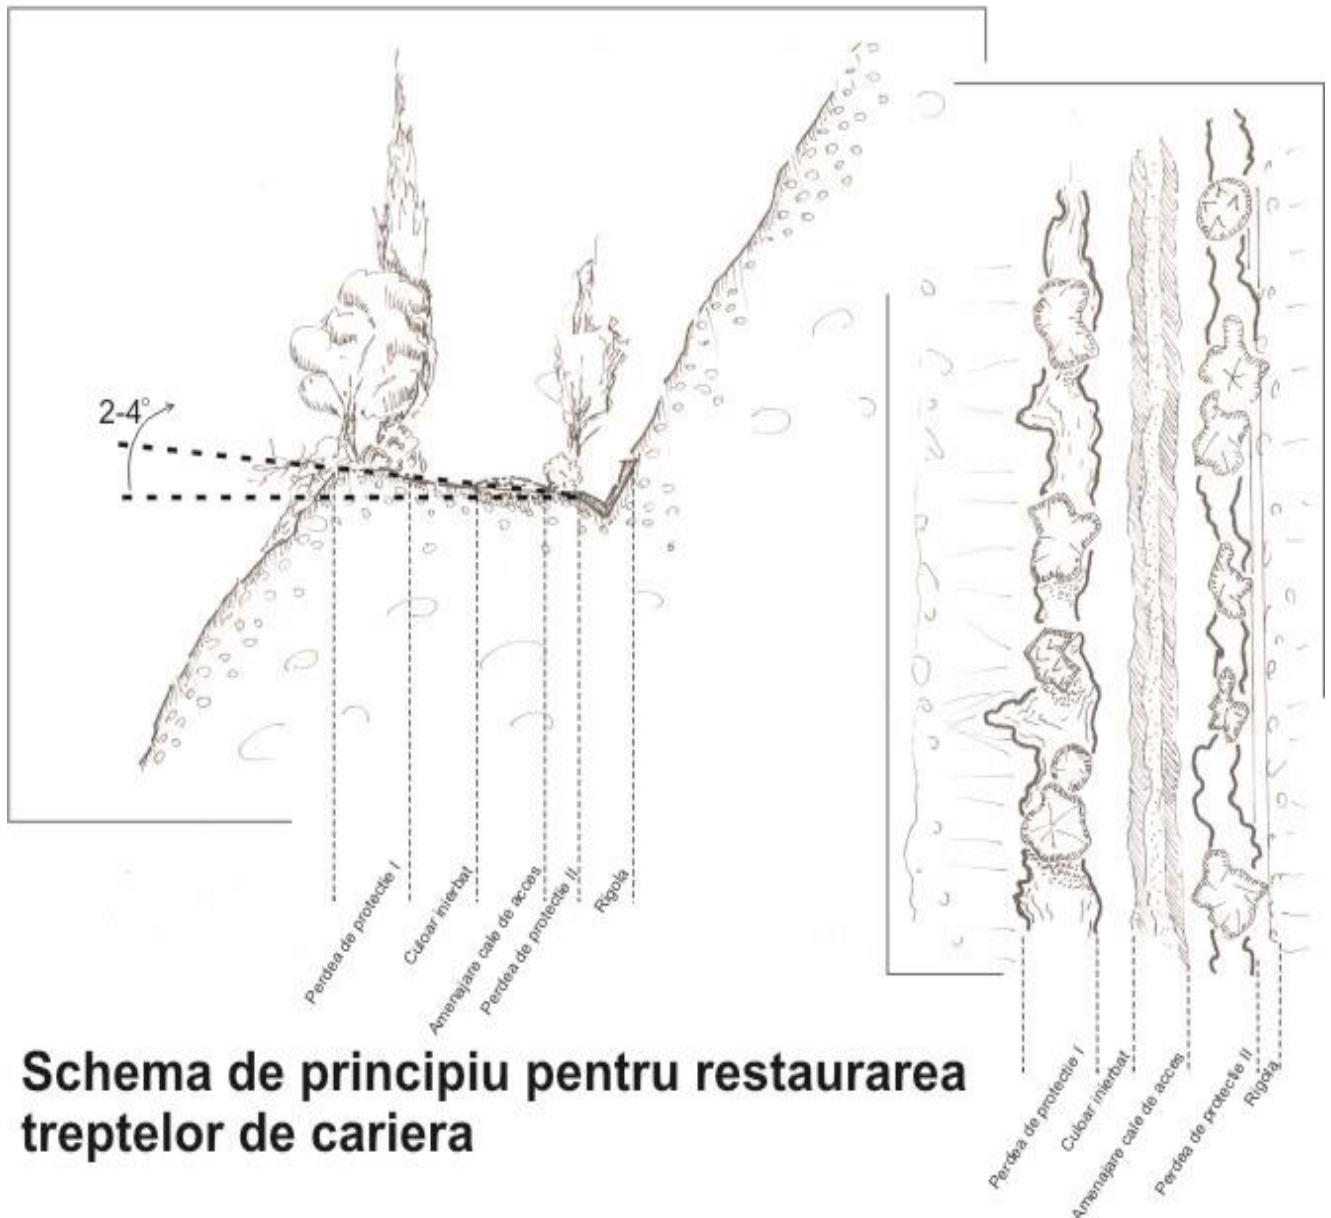 2-4°
Perdea de protectie I
Culoar inierbat
Amenajare cale de acces
Perdea de protectie II
Rigola
Schema de principiu pentru restaurarea
treptelor de cariera
Perdea de protectie I
Culoar inierbat
Amenajare cale de acces
Perdea de protectie II
Rigola